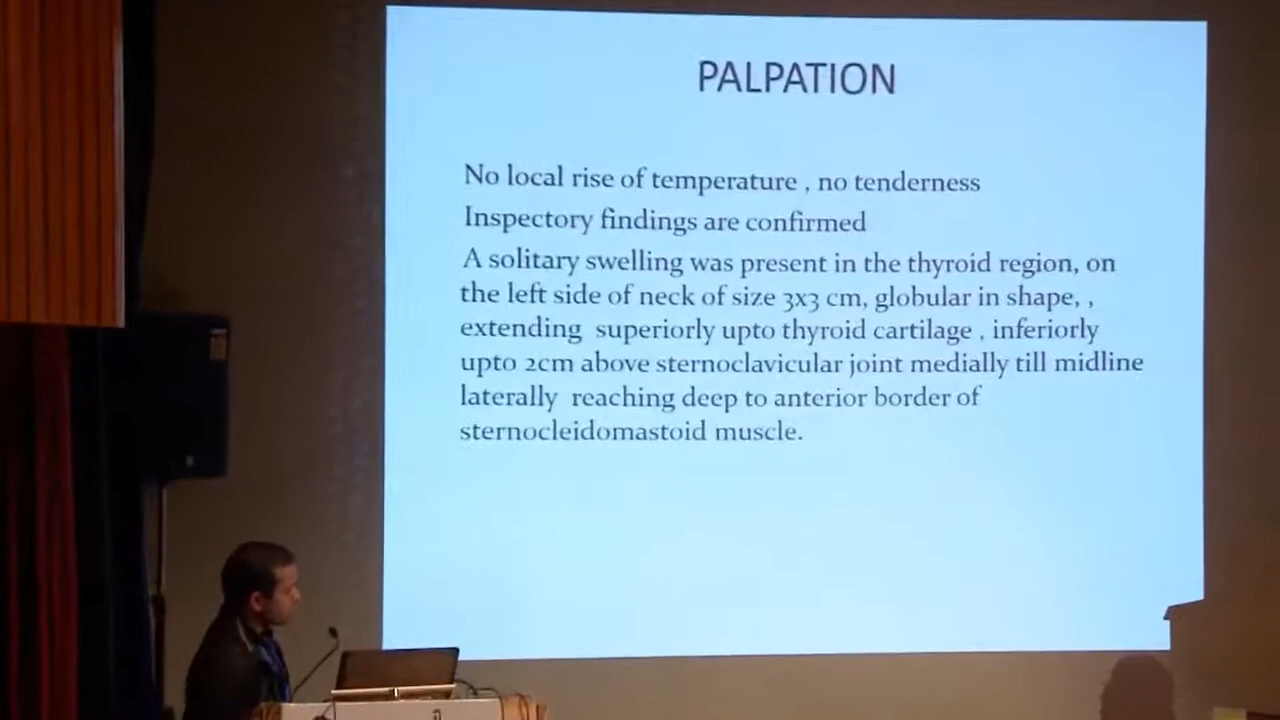 PALPATION
No local rise of temperature , no tenderness
Inspectory findings are confirmed
A solitary swelling was present in the thyroid region, on
the left side of neck of size 3x3 cm, globular in shape, ,
extending superiorly upto thyroid cartilage , inferiorly
upto 2cm above sternoclavicular joint medially till midline
laterally reaching deep to anterior border of
sternocleidomastoid muscle.